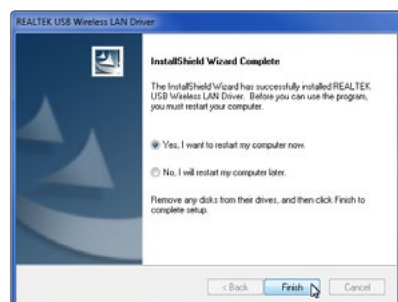 REALTEK USB Wireless LAN Driver
InstallShield Wizard Complete
The InstallShield Wizard has successfully installed REALTEK
USB Wireless LAN Driver. Before you can use the program,
you must restart your computer.
Yes, I want to restart my computer now.
No, I will restart my computer later.
Remove any disks from their drives, and then click Finish to
complete setup.
< Back Finish Cancel